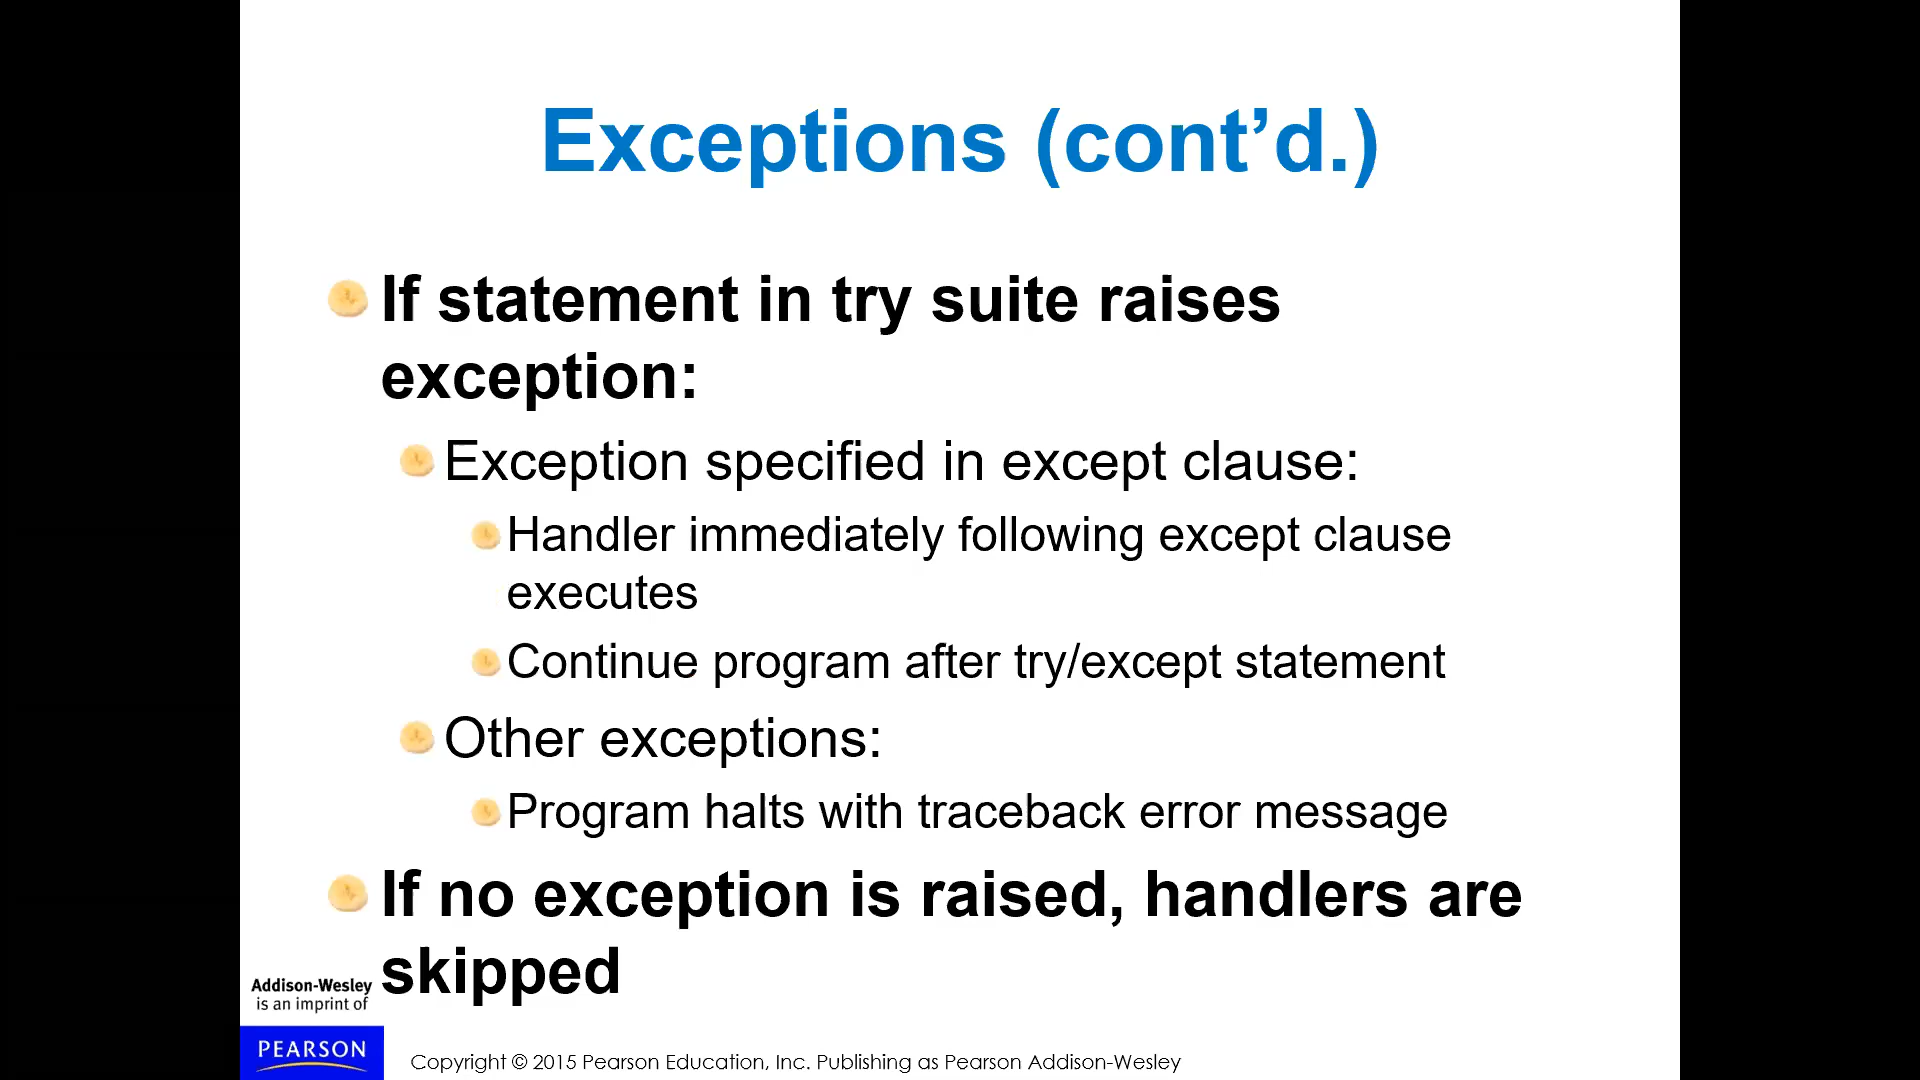 Exceptions (cont’d.)
If statement in try suite raises
exception:
Exception specified in except clause:
Handler immediately following except clause
executes
Continue program after try/except statement
Other exceptions:
Program halts with traceback error message
If no exception is raised, handlers are
skipped
Addison-Wesley
is an imprint of
PEARSON
Copyright © 2015 Pearson Education, Inc. Publishing as Pearson Addison-Wesley